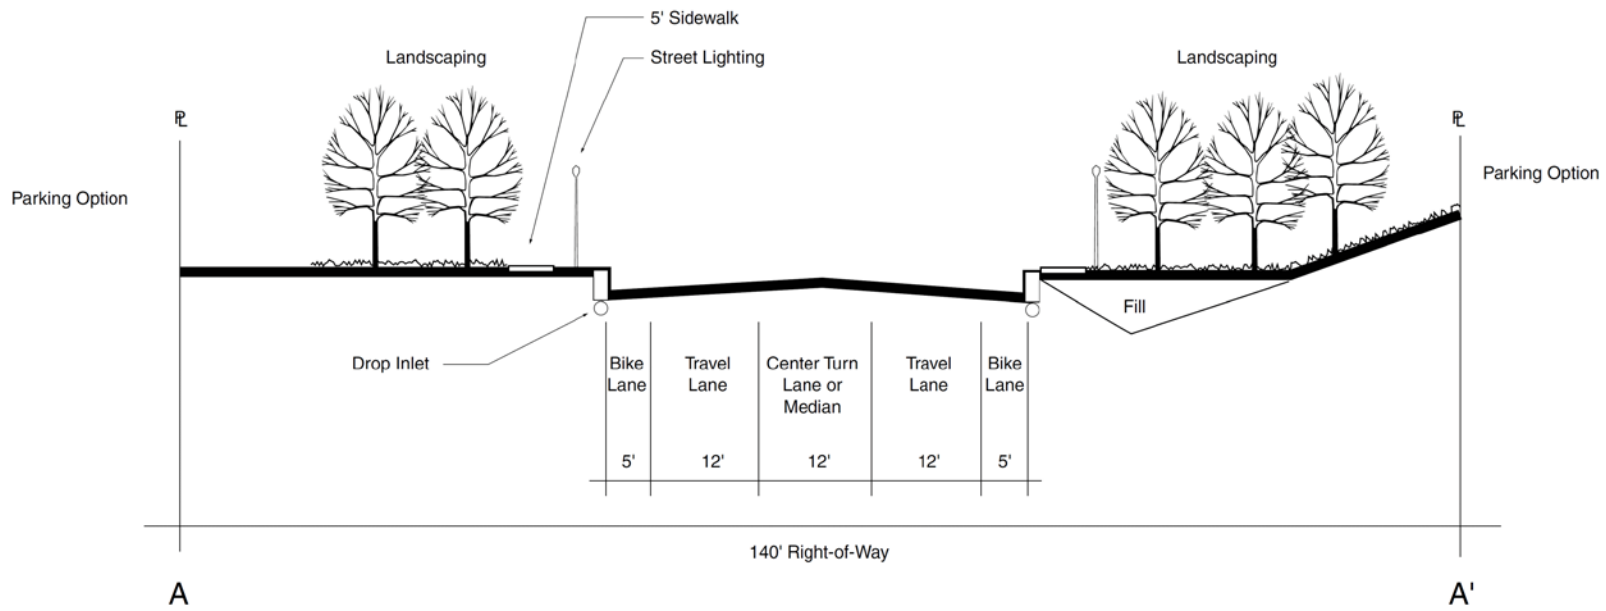 5' Sidewalk
Landscaping
Street Lighting
Landscaping
PL
PL
Parking Option
Parking Option
Fill
Drop Inlet
Bike
Lane
Travel
Lane
Center Turn
Lane or
Median
Travel
Lane
Bike
Lane
5'
12'
12'
12'
5'
140' Right-of-Way
A
A'